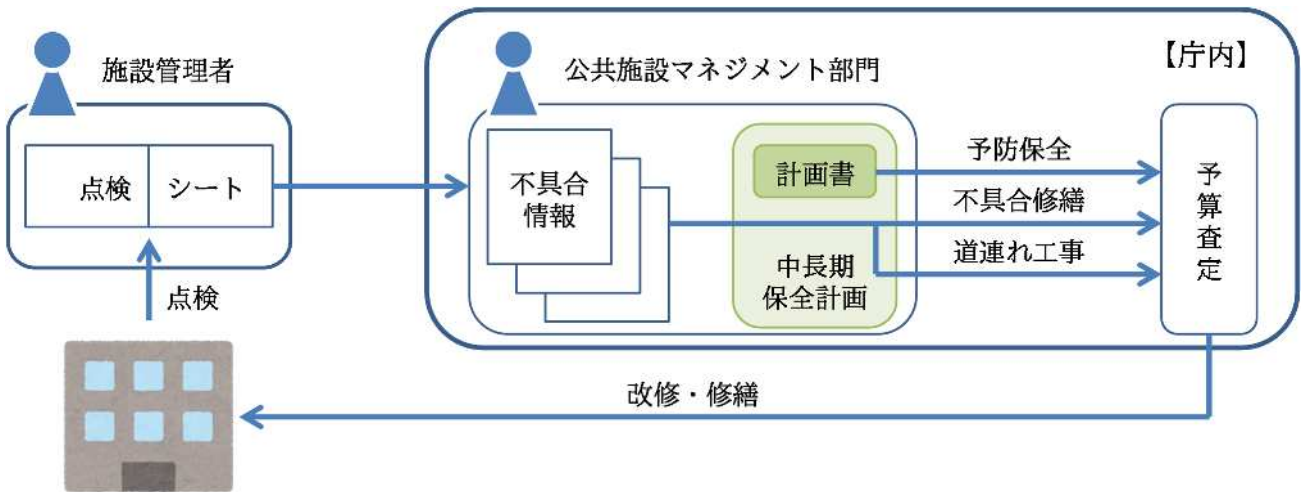 施設管理者
点検 シート
点検
公共施設マネジメント部門
【庁内】
不具合
情報
計画書
中長期
保全計画
予防保全
不具合修繕
道連れ工事
予算査定
改修・修繕